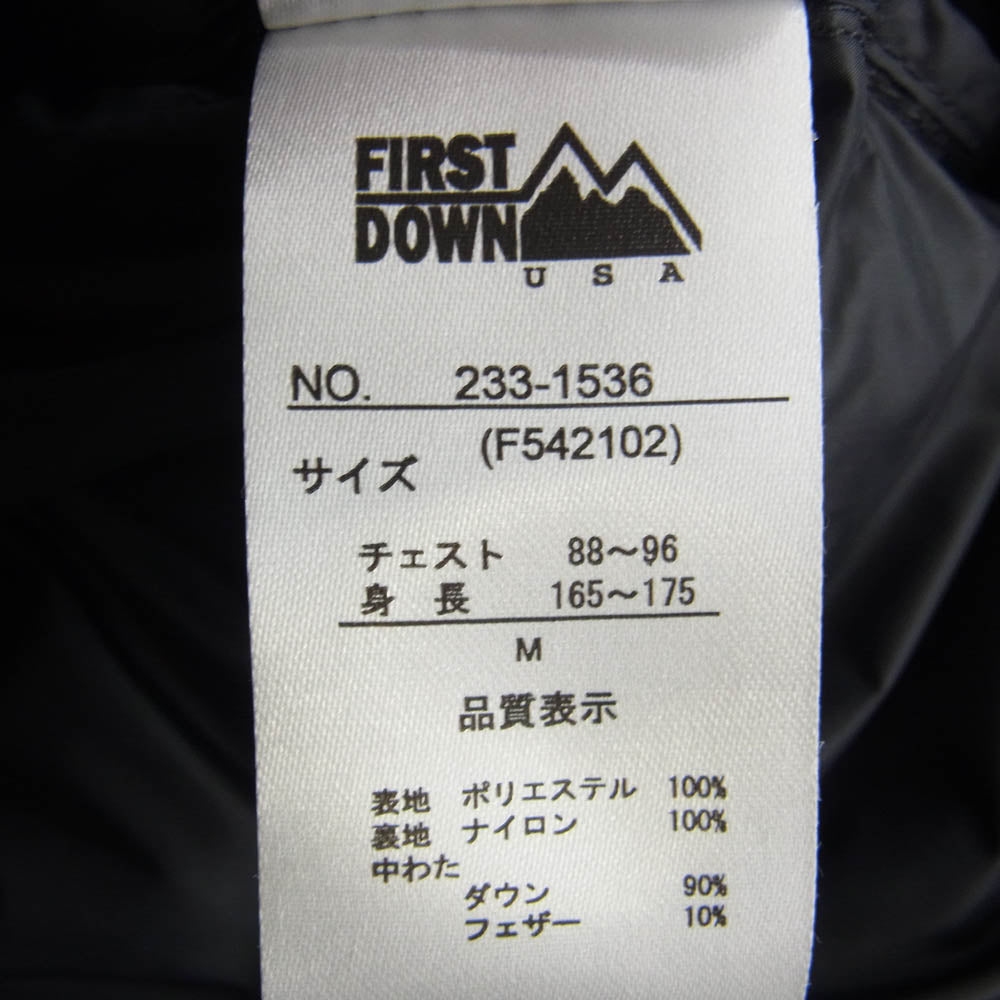 FIRST
DOWN
USA
NO. 233-1536
(F542102)
サイズ
チェスト 88～96
身長 165～175
M
品質表示
表地 ポリエステル 100%
裏地 ナイロン 100%
中わた
ダウン 90%
フェザー 10%